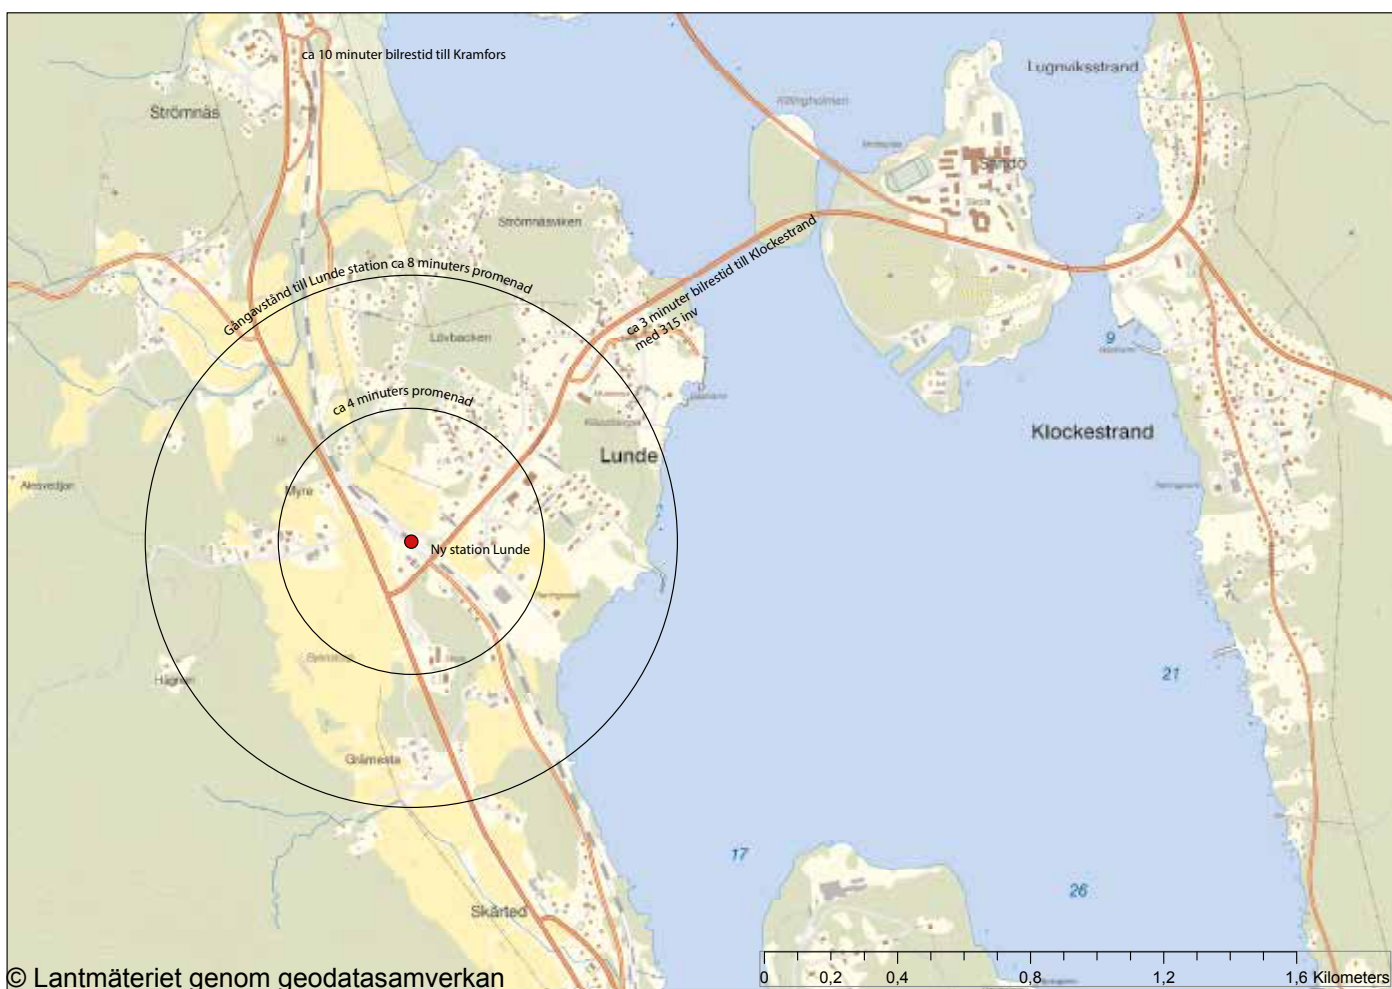 ca 10 minuter bilrestid till Kramfors
Lugnviksstrand
Strömnäs
Sandö
Skola
Strömnäsviken
ca 3 minuter bilrestid till Klockestrand
med 315 inv
Gångavstånd till Lunde station ca 8 minuters promenad
Lövbacken
9
ca 4 minuters promenad
Klockestrand
Lunde
Myre
Ny station Lunde
21
Gråmesta
17
26
Skärted
0 0,2 0,4 0,8 1,2 1,6 Kilometers
© Lantmäteriet genom geodatasamverkan